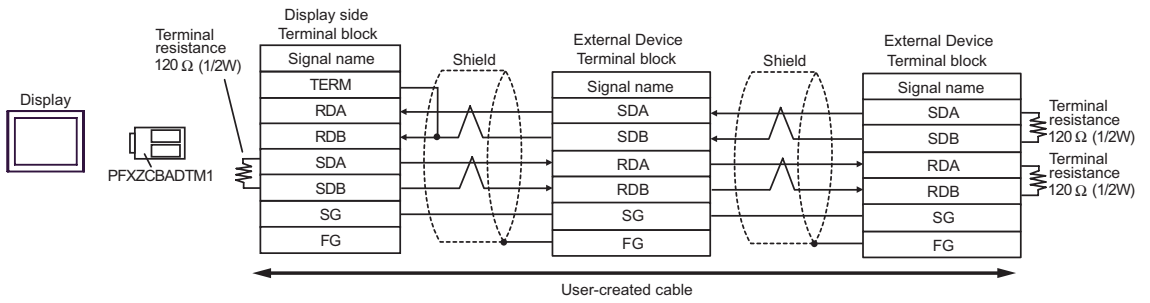 Display
PFXZCBADTM1
Terminal
resistance
120 Ω (1/2W)
Display side
Terminal block
Signal name
TERM
RDA
RDB
SDA
SDB
SG
FG
Shield
External Device
Terminal block
Signal name
SDA
SDB
RDA
RDB
SG
FG
Shield
External Device
Terminal block
Signal name
SDA
SDB
RDA
RDB
SG
FG
Terminal
resistance
120 Ω (1/2W)
Terminal
resistance
120 Ω (1/2W)
User-created cable